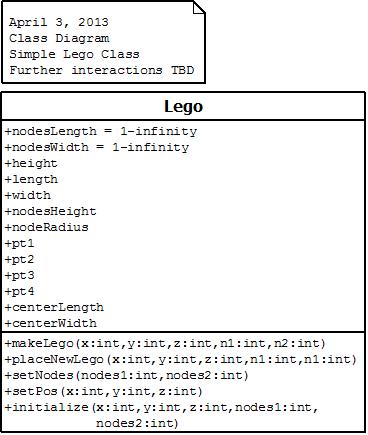 April 3, 2013
Class Diagram
Simple Lego Class
Further interactions TBD
Lego
+nodesLength = 1-infinity
+nodesWidth = 1-infinity
+height
+length
+width
+nodesHeight
+nodeRadius
+pt1
+pt2
+pt3
+pt4
+centerLength
+centerWidth
+makeLego(x:int,y:int,z:int,n1:int,n2:int)
+placeNewLego(x:int,y:int,z:int,n1:int,n1:int)
+setNodes(nodes1:int,nodes2:int)
+setPos(x:int,y:int,z:int)
+initialize(x:int,y:int,z:int,nodes1:int,
nodes2:int)